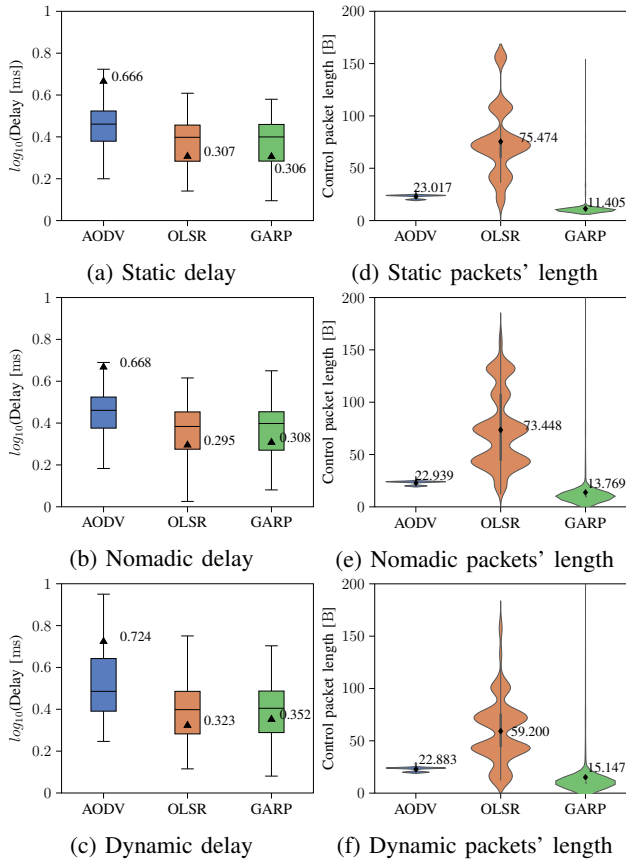 log10(Delay [ms])
1
0.8
0.6
0.4
0.2
0
0.666
0.307
0.306
AODV
OLSR
GARP
(a) Static delay
Control packet length [B]
200
150
100
50
0
23.017
75.474
11.405
AODV
OLSR
GARP
(d) Static packets' length
log10(Delay [ms)
1
0.8
0.6
0.4
0.2
0
0.668
0.295
0.308
AODV
OLSR
GARP
(b) Nomadic delay
Control packet length [B]
200
150
100
50
0
22.939
73.448
13.769
AODV
OLSR
GARP
(e) Nomadic packets' length
log10(Delay [ms)
1
0.8
0.6
0.4
0.2
0
0.724
0.323
0.352
AODV
OLSR
GARP
(c) Dynamic delay
Control packet length [B]
200
150
100
50
0
22.883
59.200
15.147
AODV
OLSR
GARP
(f) Dynamic packets' length